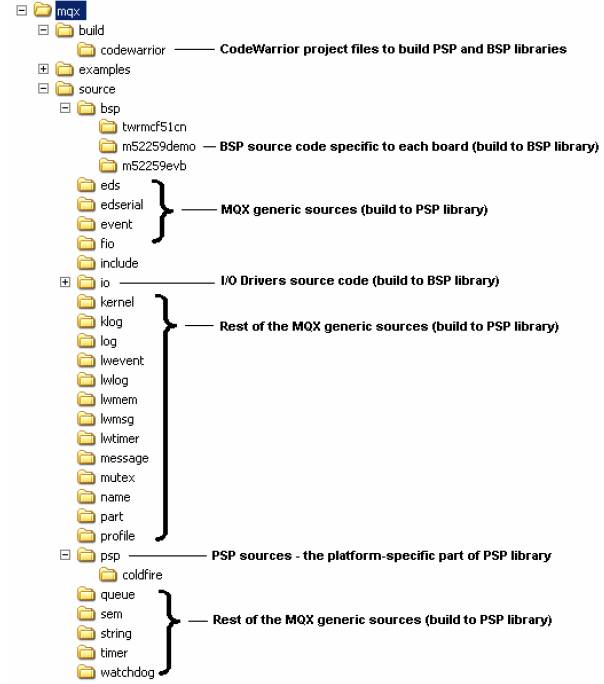 mqx
build
codewarrior CodeWarrior project files to build PSP and BSP libraries
examples
source
bsp
twrmcf51cn
m52259demo BSP source code specific to each board (build to BSP library)
m52259evb
eds
edserial MQX generic sources (build to PSP library)
event
fio
include
io I/O Drivers source code (build to BSP library)
kernel
klog Rest of the MQX generic sources (build to PSP library)
log
lwevent
lwlog
lwmem
lwmsg
lwtimer
message
mutex
name
part
profile
psp PSP sources - the platform-specific part of PSP library
coldfire
queue
sem Rest of the MQX generic sources (build to PSP library)
string
timer
watchdog